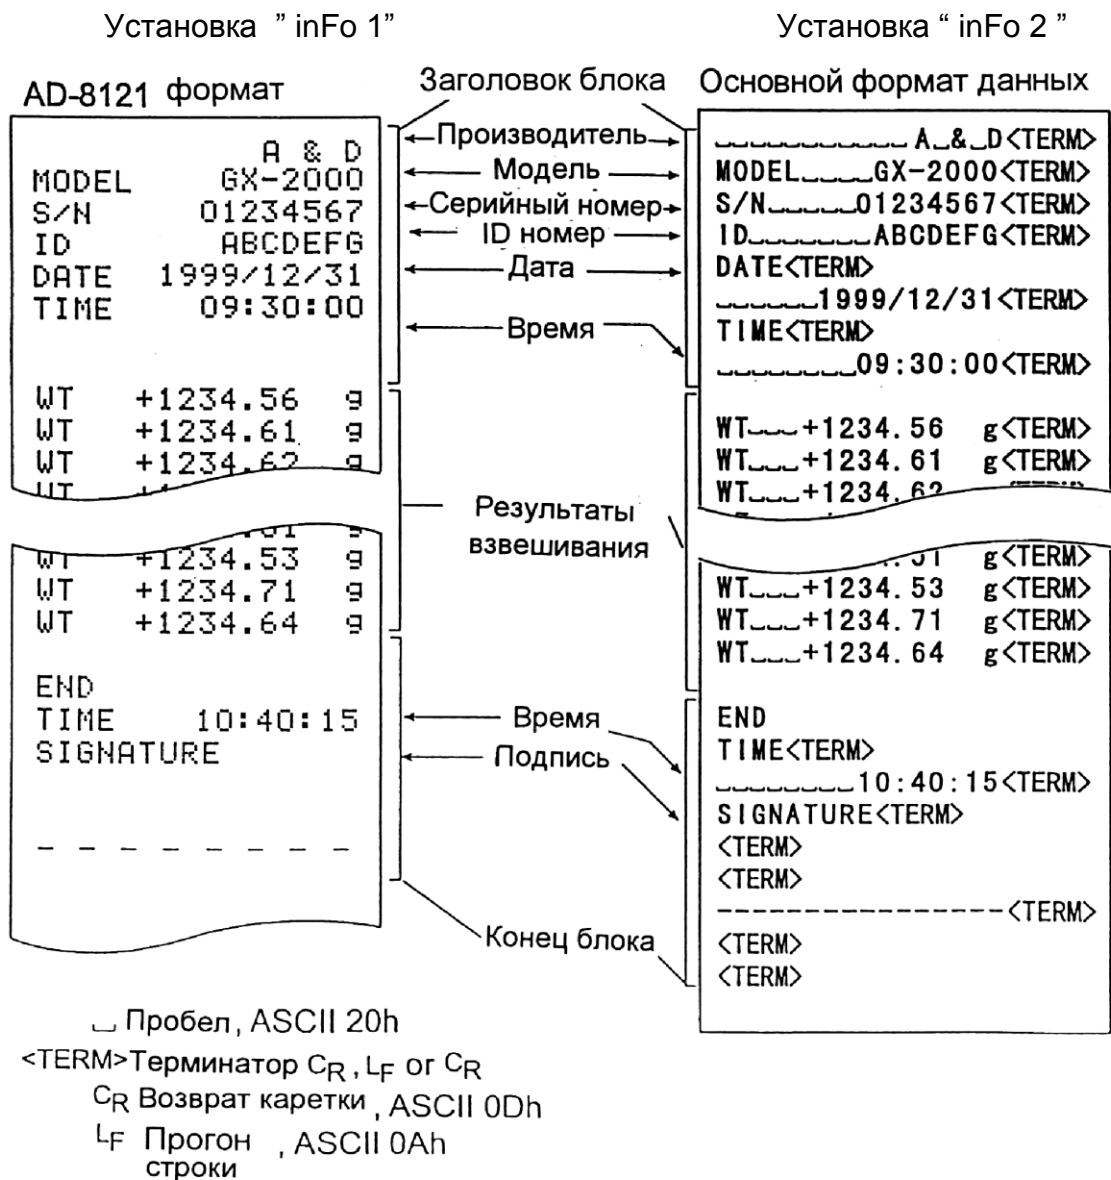 Установка ” inFo 1”
Установка “ inFo 2 ”
AD-8121 формат
Заголовок блока
Основной формат данных
A & D
MODEL GX-2000
S/N 01234567
ID ABCDEFG
DATE 1999/12/31
TIME 09:30:00
WT +1234.56 g
WT +1234.61 g
WT +1234.62 g
WT +1234.53 g
WT +1234.71 g
WT +1234.64 g
END
TIME 10:40:15
SIGNATURE
- - - - - - - - - -
Производитель
Модель
Серийный номер
ID номер
Дата
Время
Результаты
взвешивания
Время
Подпись
Конец блока
␣␣␣␣␣␣␣␣␣␣␣A␣&␣D<TERM>
MODEL␣␣␣␣GX-2000<TERM>
S/N␣␣␣␣␣01234567<TERM>
ID␣␣␣␣␣␣␣ABCDEFG<TERM>
DATE<TERM>
␣␣␣␣␣␣1999/12/31<TERM>
TIME<TERM>
␣␣␣␣␣␣␣␣09:30:00<TERM>
WT␣␣␣+1234.56 g<TERM>
WT␣␣␣+1234.61 g<TERM>
WT␣␣␣+1234.62
g<TERM>
WT␣␣␣+1234.53 g<TERM>
WT␣␣␣+1234.71 g<TERM>
WT␣␣␣+1234.64 g<TERM>
END
TIME<TERM>
␣␣␣␣␣␣␣␣10:40:15<TERM>
SIGNATURE<TERM>
<TERM>
<TERM>
-----------------<TERM>
<TERM>
<TERM>
␣ Пробел, ASCII 20h
<TERM>Терминатор CR, LF or CR
CR Возврат каретки, ASCII 0Dh
LF Прогон , ASCII 0Ah
строки